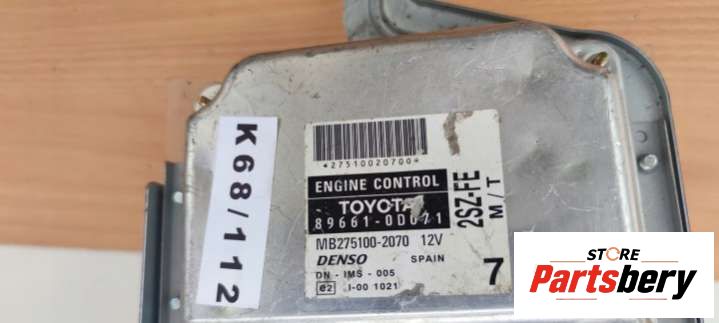 K68/112
*27510020700*
ENGINE CONTROL
TOYOTA
89661-0D071
MB275100-2070 12V
DENSO SPAIN
DN - IMS - 005
e2 I-00 1021
2SZ-FE
M/T
7
STORE
Partsbery